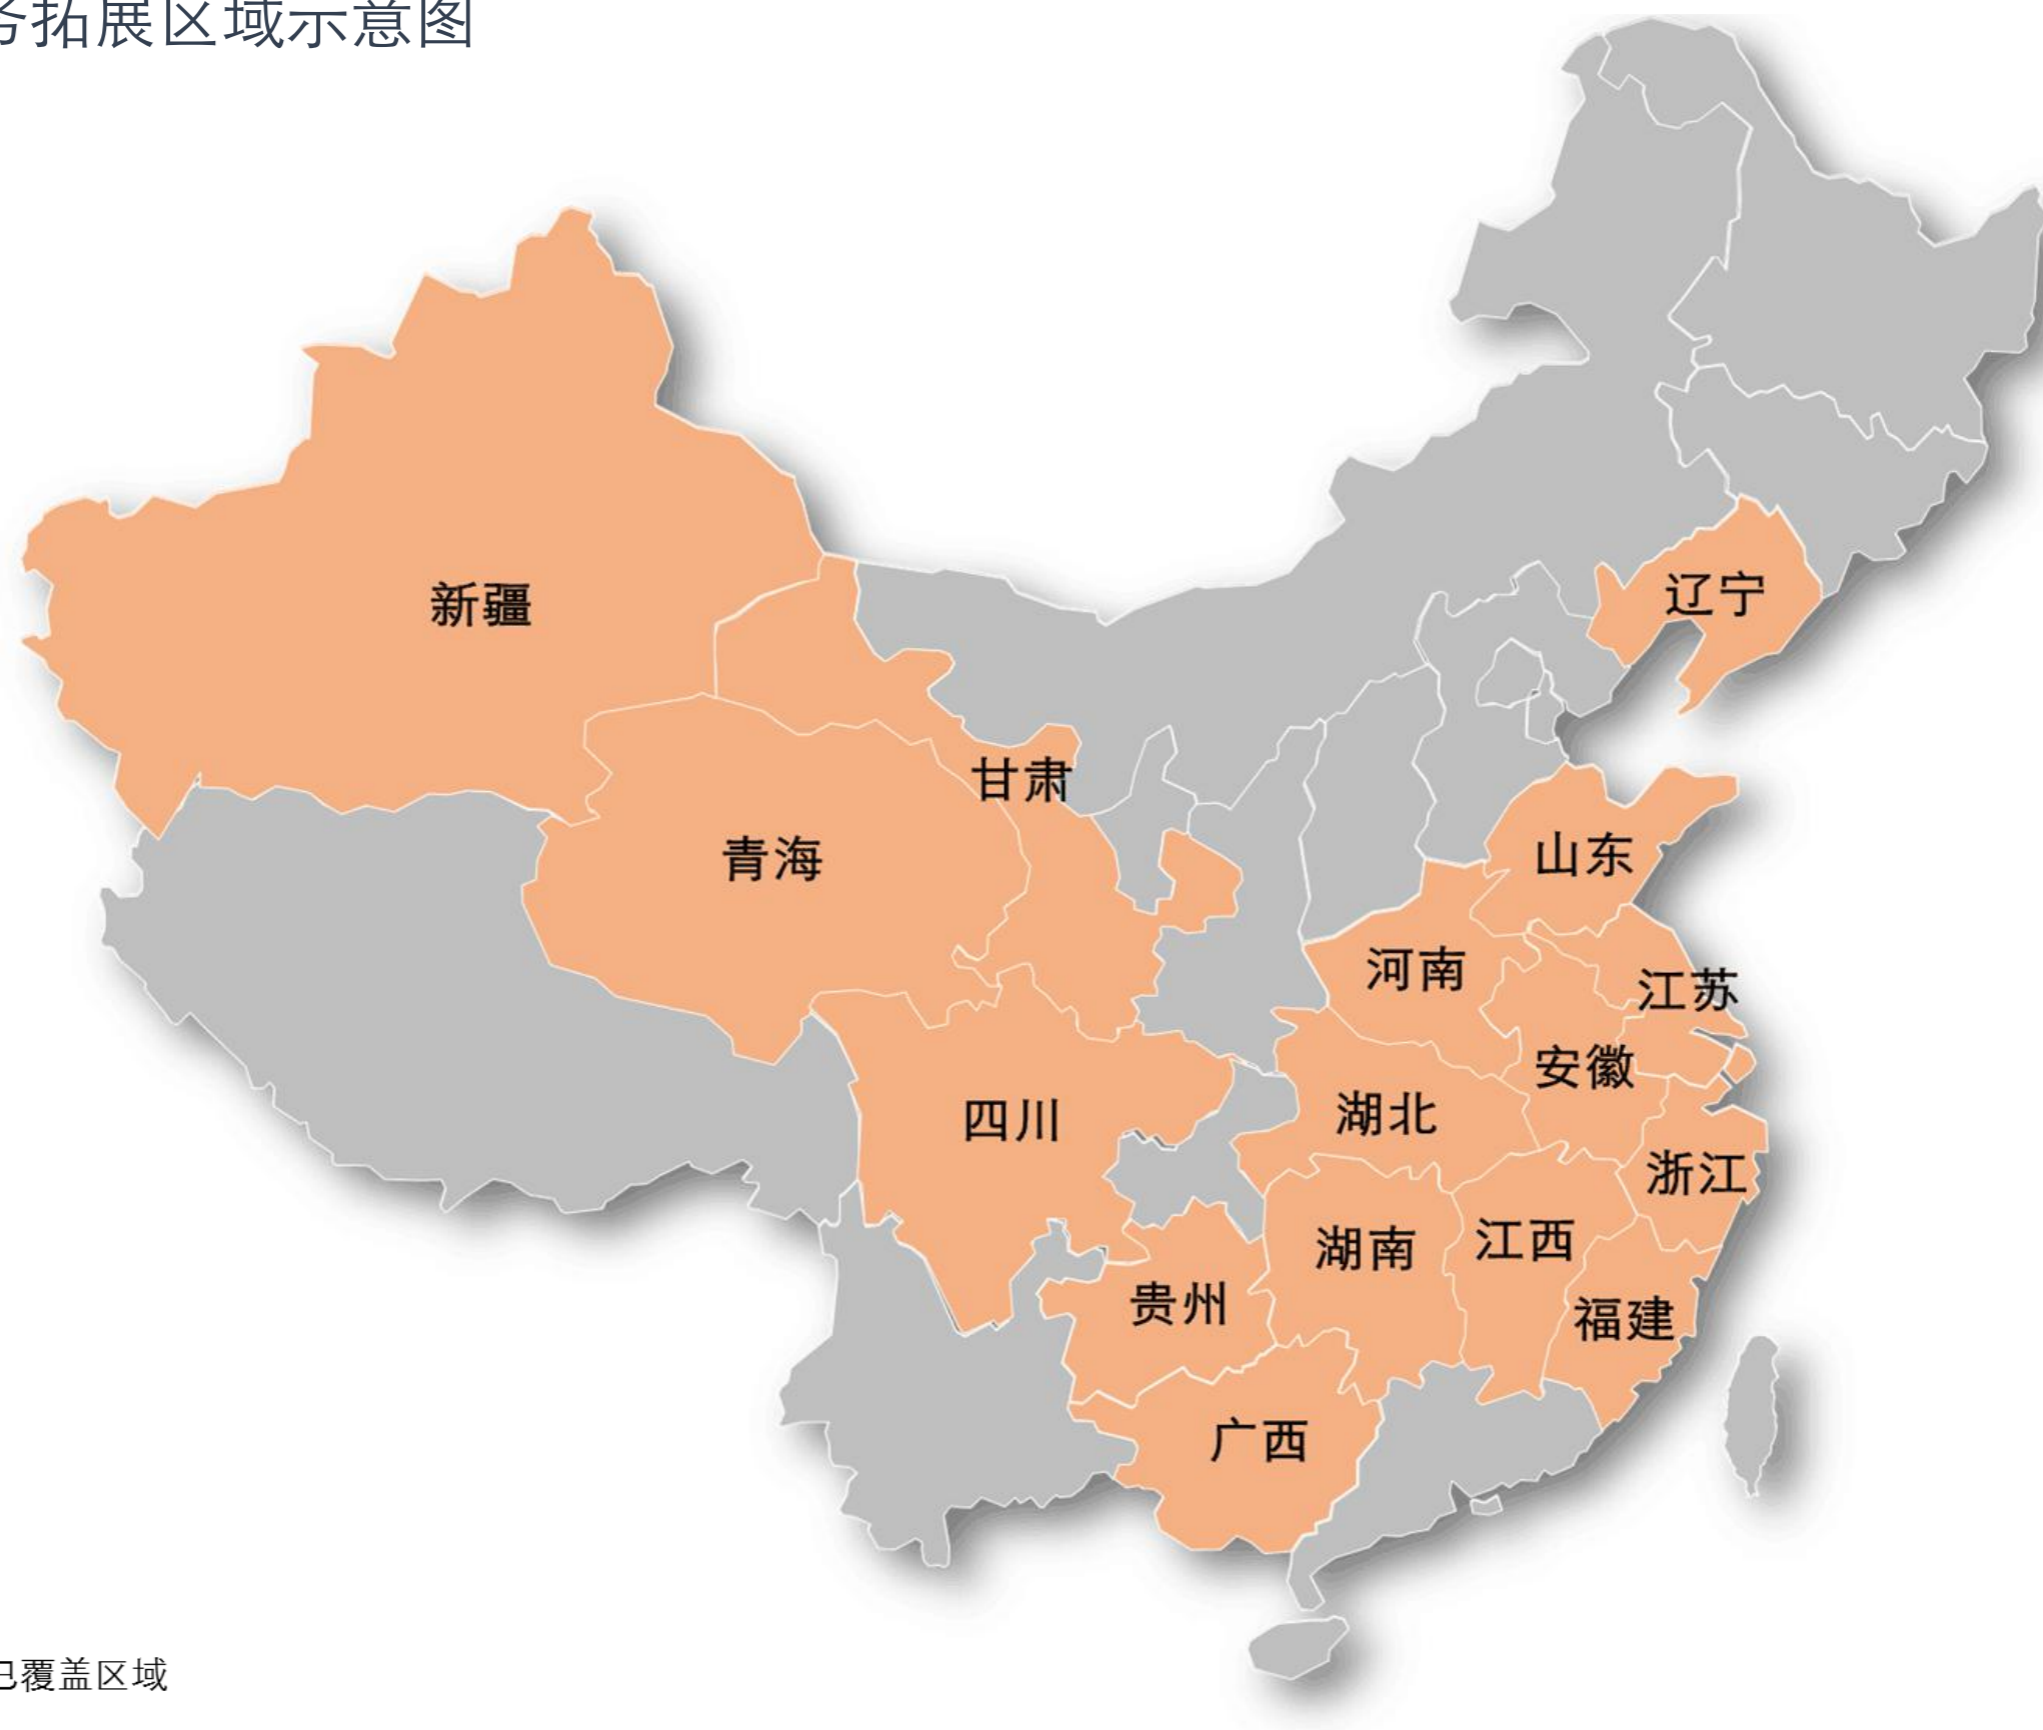 务拓展区域示意图
新疆
辽宁
甘肃
青海
山东
河南
江苏
安徽
四川
湖北
浙江
湖南
江西
贵州
福建
广西
已覆盖区域